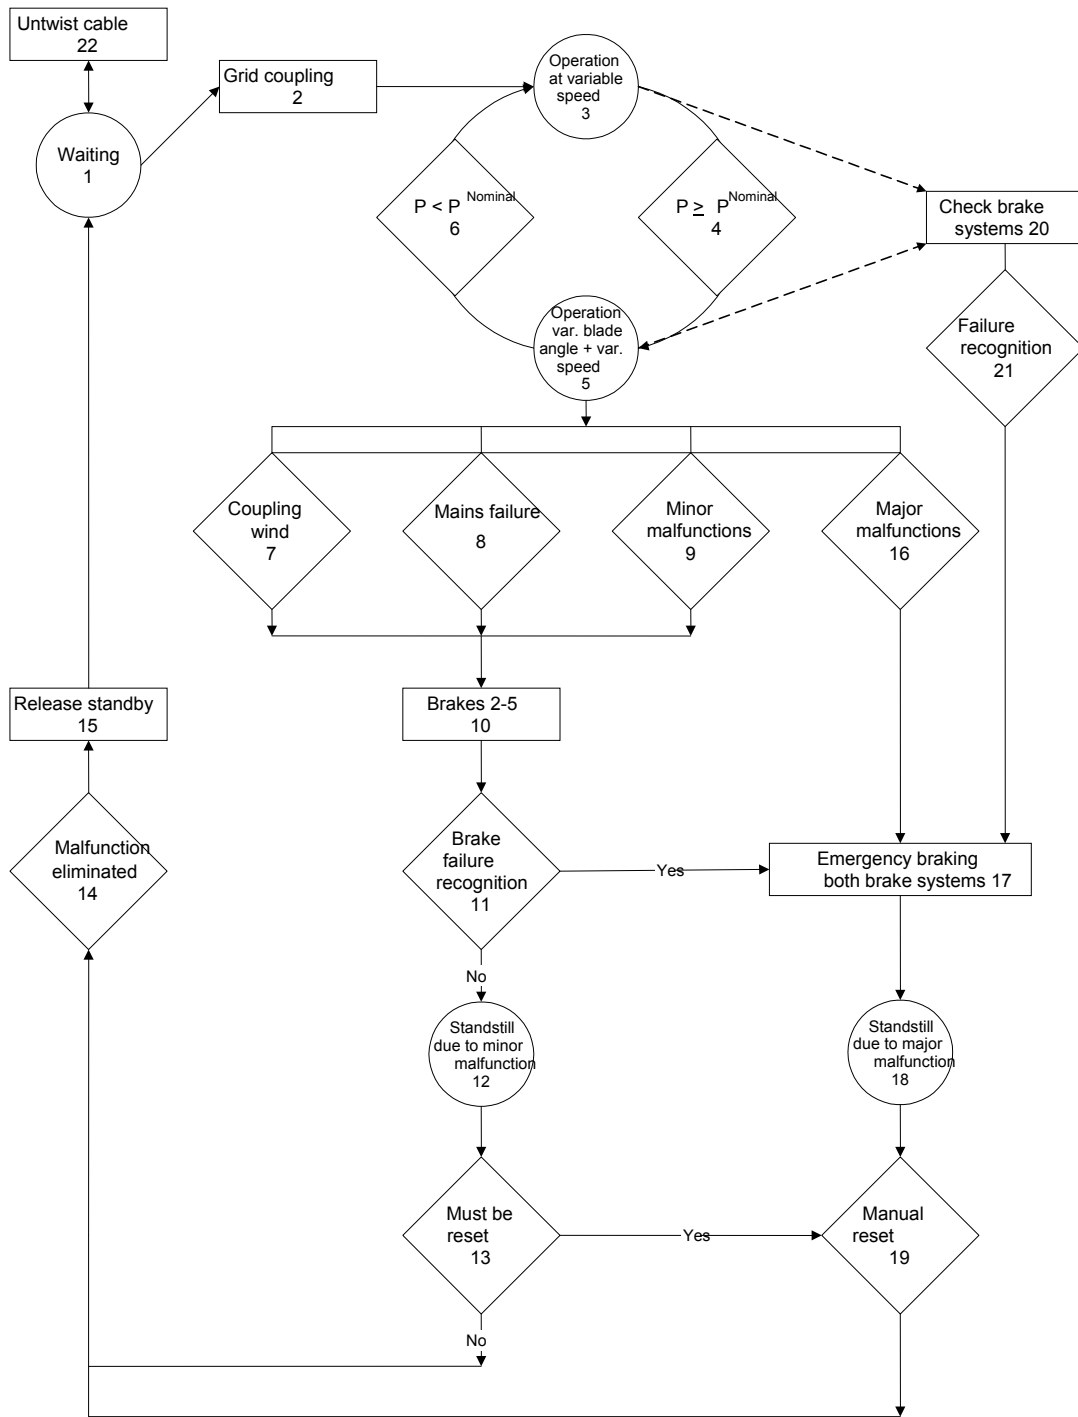 Untwist cable
22
Grid coupling
2
Operation
at variable
speed
3
Waiting
1
P < P Nominal
6
P ≥ P Nominal
4
Check brake
systems 20
Operation
var. blade
angle + var.
speed
5
Failure
recognition
21
Coupling
wind
7
Mains failure
8
Minor
malfunctions
9
Major
malfunctions
16
Release standby
15
Brakes 2-5
10
Malfunction
eliminated
14
Brake
failure
recognition
11
Yes
Emergency braking
both brake systems 17
No
Standstill
due to minor
malfunction
12
Standstill
due to major
malfunction
18
Must be
reset
13
Yes
Manual
reset
19
No